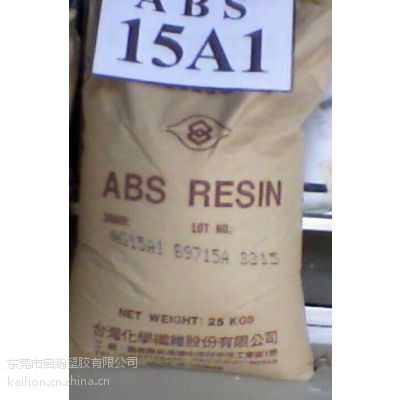 ABS
15A1
ABS RESIN
GRADE: LOT NO.:
AG15A1 B9715A 3315
NET WEIGHT: 25 KGS
台灣化學纖維股份有限公司
东莞市启瀚塑胶有限公司
kaihon.cn.china.cn